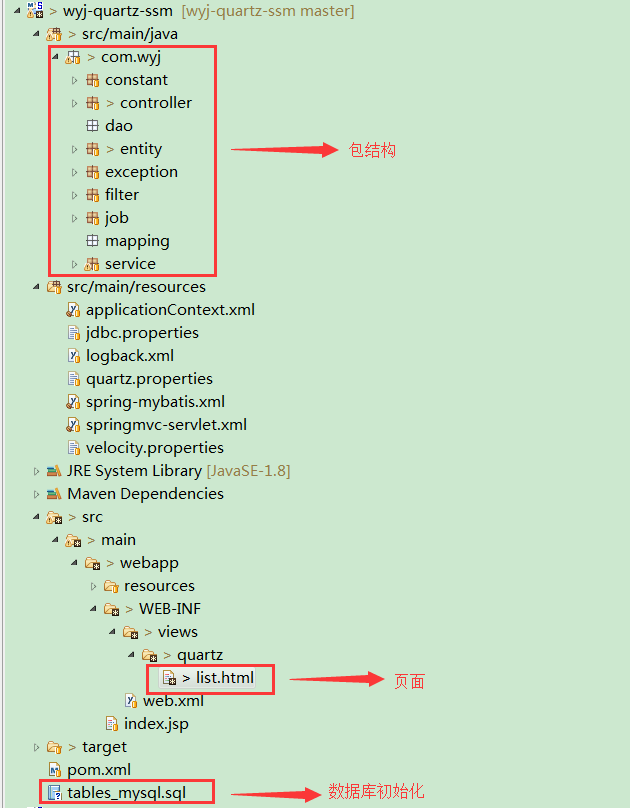 > wyj-quartz-ssm [wyj-quartz-ssm master]
> src/main/java
> com.wyj
constant
> controller
dao
> entity
包结构
exception
filter
job
mapping
service
src/main/resources
applicationContext.xml
jdbc.properties
logback.xml
quartz.properties
spring-mybatis.xml
springmvc-servlet.xml
velocity.properties
JRE System Library [JavaSE-1.8]
Maven Dependencies
> src
> main
> webapp
resources
> WEB-INF
> views
> quartz
> list.html
页面
web.xml
index.jsp
> target
pom.xml
tables_mysql.sql
数据库初始化